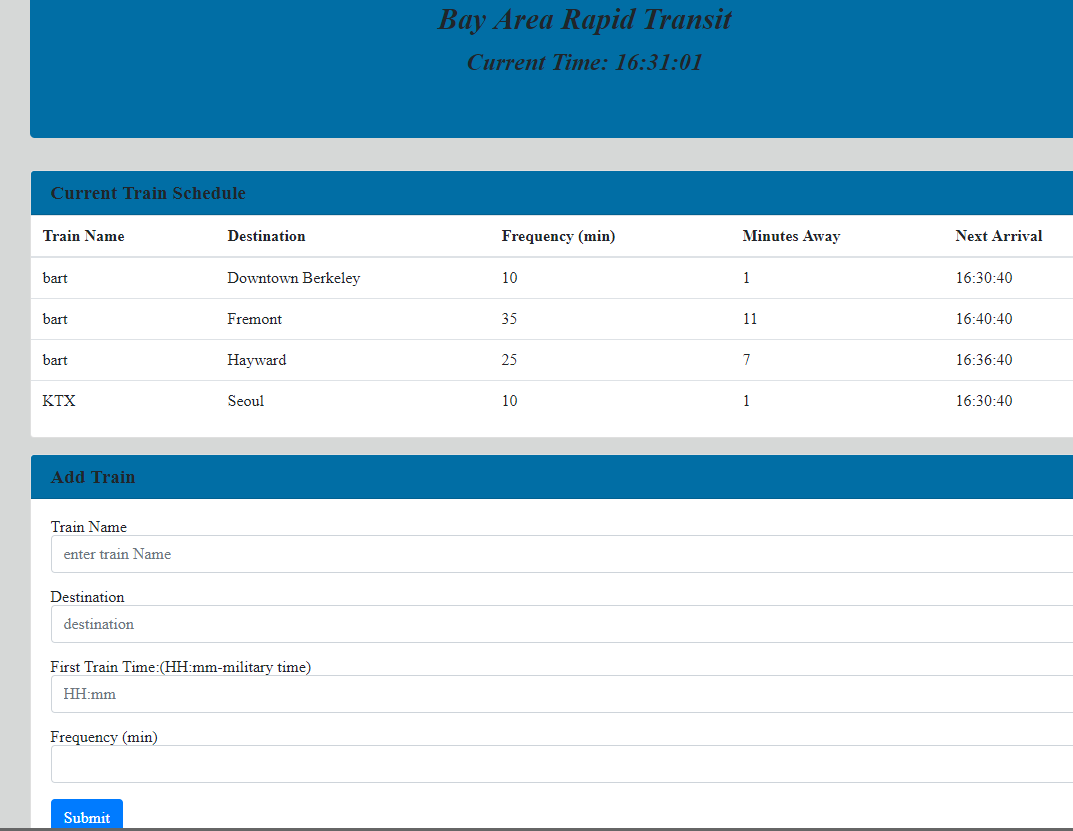 Bay Area Rapid Transit
Current Time: 16:31:01
Current Train Schedule
Train Name Destination Frequency (min) Minutes Away Next Arrival
bart Downtown Berkeley 10 1 16:30:40
bart Fremont 35 11 16:40:40
bart Hayward 25 7 16:36:40
KTX Seoul 10 1 16:30:40
Add Train
Train Name
enter train Name
Destination
destination
First Train Time:(HH:mm-military time)
HH:mm
Frequency (min)
Submit